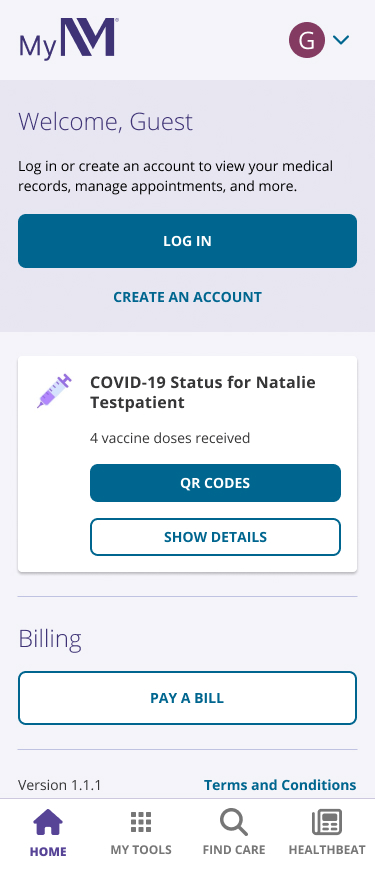 My NM
G
Welcome, Guest
Log in or create an account to view your medical
records, manage appointments, and more.
LOG IN
CREATE AN ACCOUNT
COVID-19 Status for Natalie
Testpatient
4 vaccine doses received
QR CODES
SHOW DETAILS
Billing
PAY A BILL
Version 1.1.1 Terms and Conditions
HOME MY TOOLS FIND CARE HEALTHBEAT